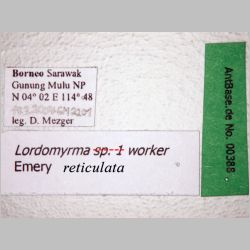 Borneo Sarawak
Gunung Mulu NP
N 04° 02 E 114° 48
leg. D. Mezger
Lordomyrma sp. 1 worker
Emery reticulata
AntBase.de No. 00388